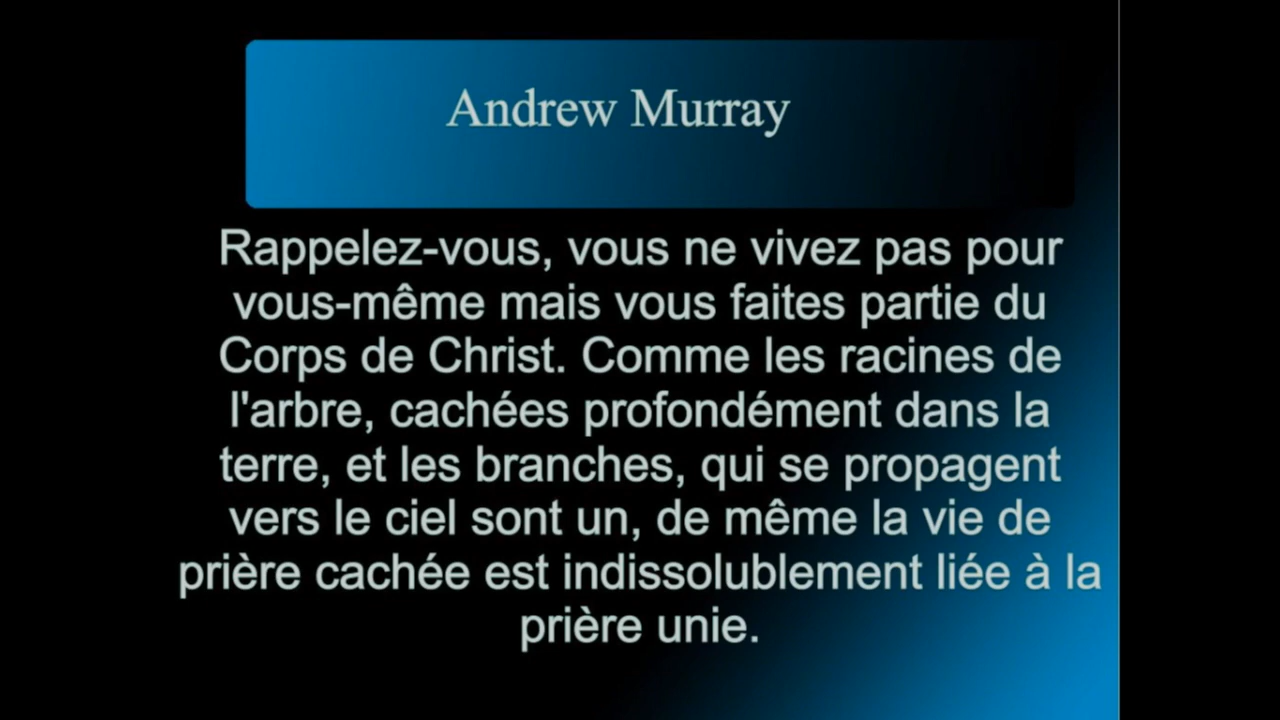 Andrew Murray
Rappelez-vous, vous ne vivez pas pour
vous-même mais vous faites partie du
Corps de Christ. Comme les racines de
l'arbre, cachées profondément dans la
terre, et les branches, qui se propagent
vers le ciel sont un, de même la vie de
prière cachée est indissolublement liée à la
prière unie.